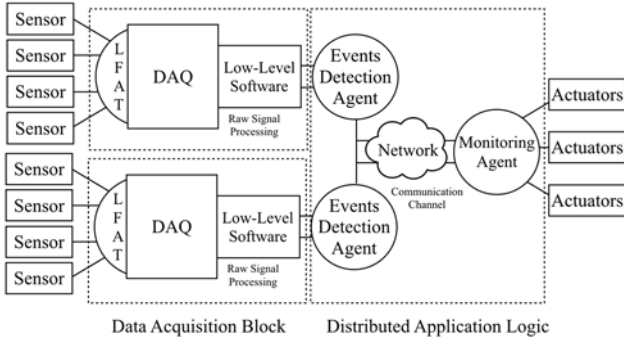 Sensor
Sensor
Sensor
Sensor
L
F
A
T
DAQ
Low-Level
Software
Raw Signal
Processing
Events
Detection
Agent
Sensor
Sensor
Sensor
Sensor
L
F
A
T
DAQ
Low-Level
Software
Raw Signal
Processing
Events
Detection
Agent
Network
Communication
Channel
Monitoring
Agent
Actuators
Actuators
Actuators
Data Acquisition Block
Distributed Application Logic